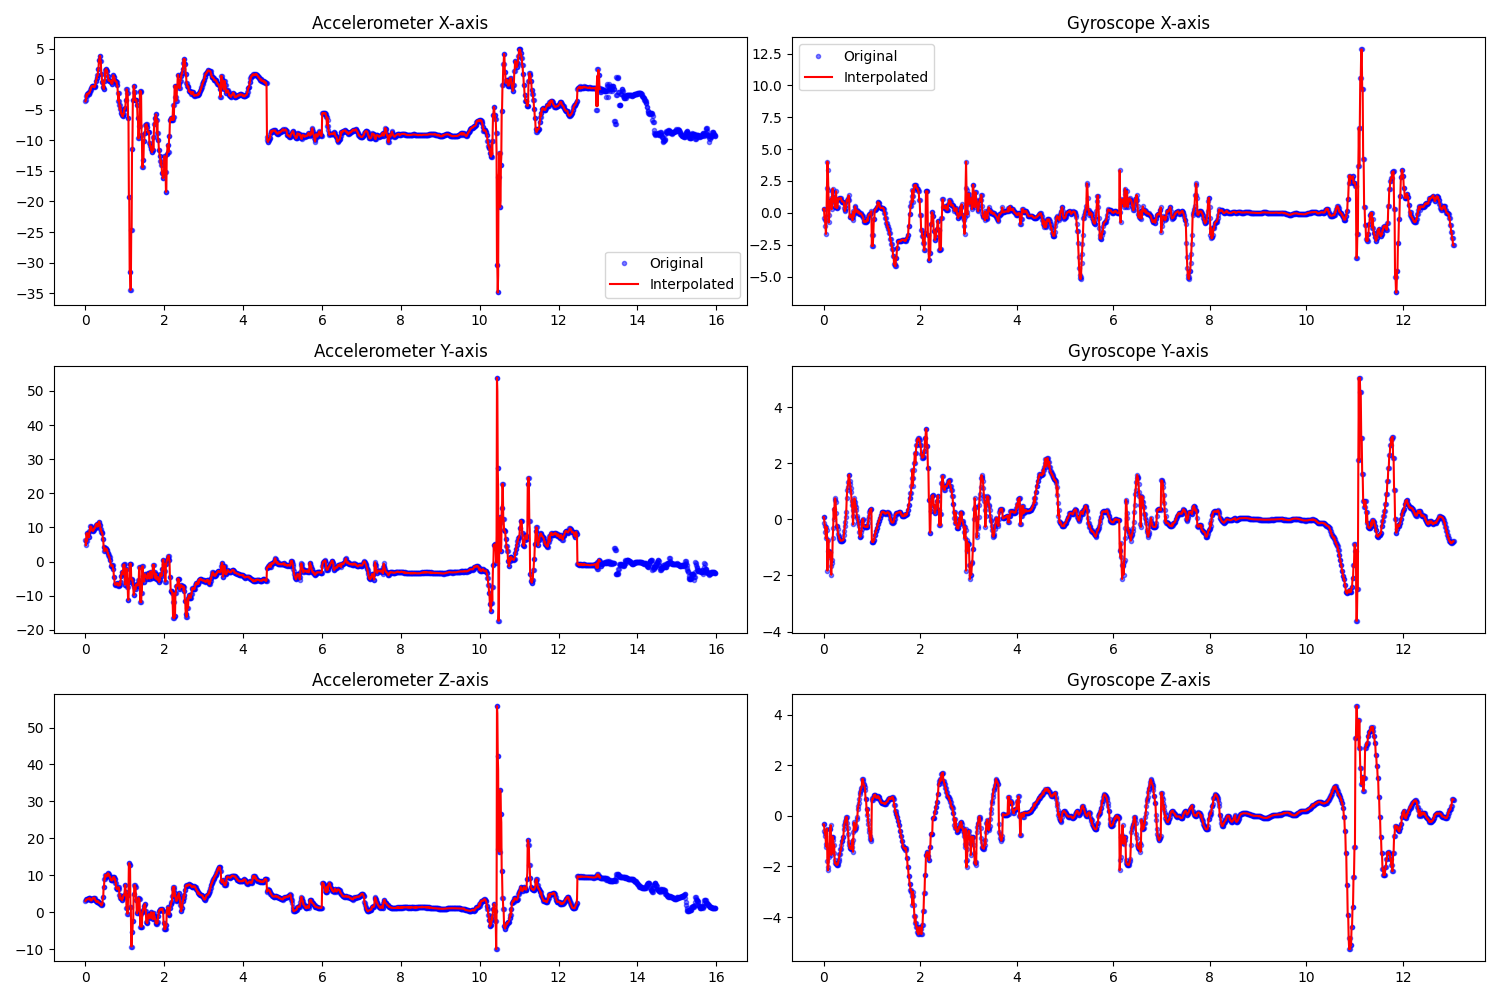 Accelerometer X-axis
5
0
−5
−10
−15
−20
−25
−30
−35
Original
Interpolated
0 2 4 6 8 10 12 14 16
Gyroscope X-axis
12.5
10.0
7.5
5.0
2.5
0.0
−2.5
−5.0
Original
Interpolated
0 2 4 6 8 10 12
Accelerometer Y-axis
50
40
30
20
10
0
−10
−20
0 2 4 6 8 10 12 14 16
Gyroscope Y-axis
4
2
0
−2
−4
0 2 4 6 8 10 12
Accelerometer Z-axis
50
40
30
20
10
0
−10
0 2 4 6 8 10 12 14 16
Gyroscope Z-axis
4
2
0
−2
−4
0 2 4 6 8 10 12